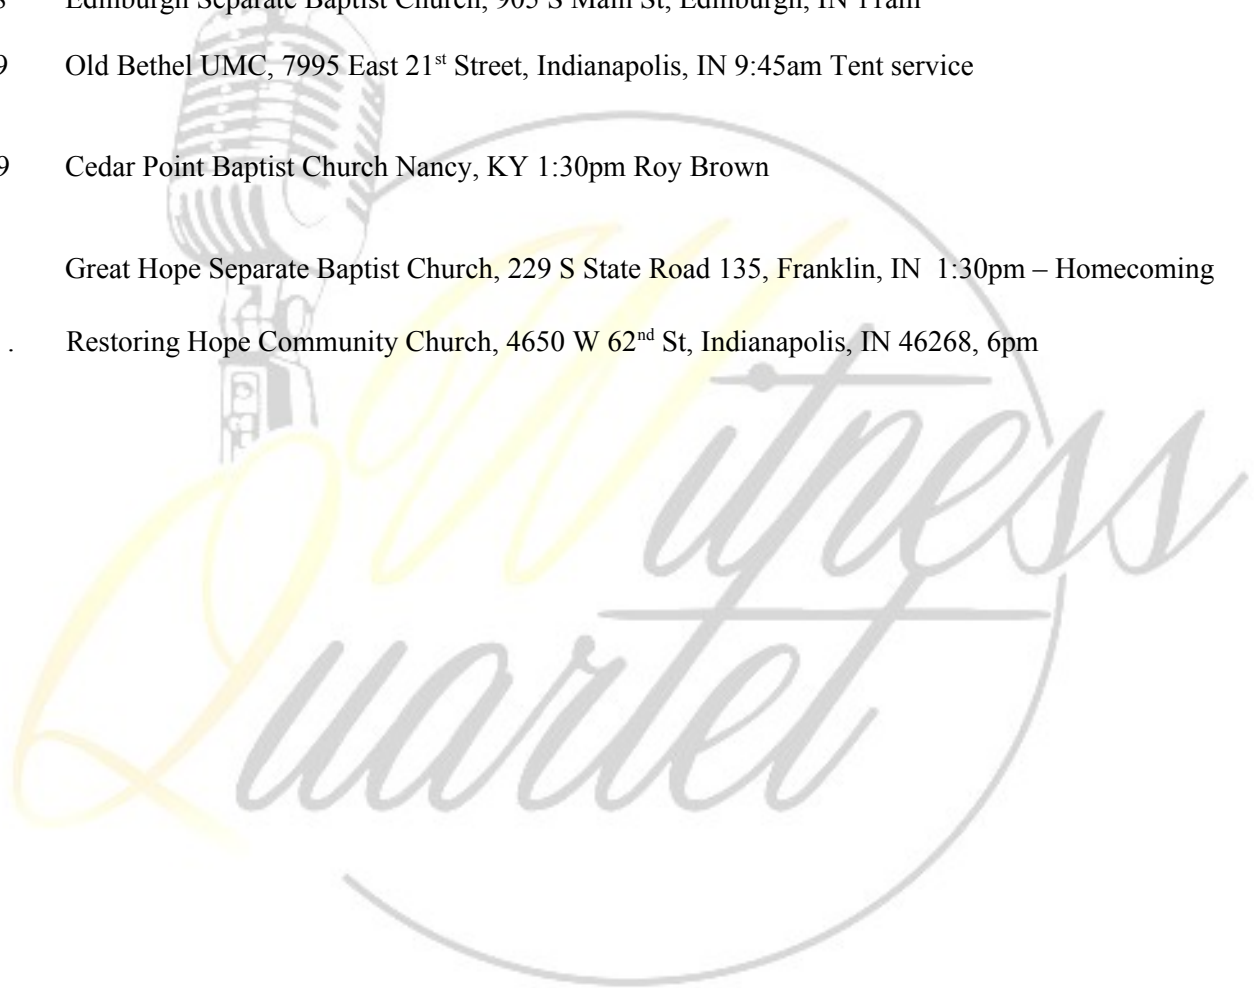 Edinburgh Separate Baptist Church, 905 S Main St, Edinburgh, IN 11am
9 Old Bethel UMC, 7995 East 21st Street, Indianapolis, IN 9:45am Tent service
9 Cedar Point Baptist Church Nancy, KY 1:30pm Roy Brown
Great Hope Separate Baptist Church, 229 S State Road 135, Franklin, IN 1:30pm – Homecoming
. Restoring Hope Community Church, 4650 W 62nd St, Indianapolis, IN 46268, 6pm
Witness
Quartet